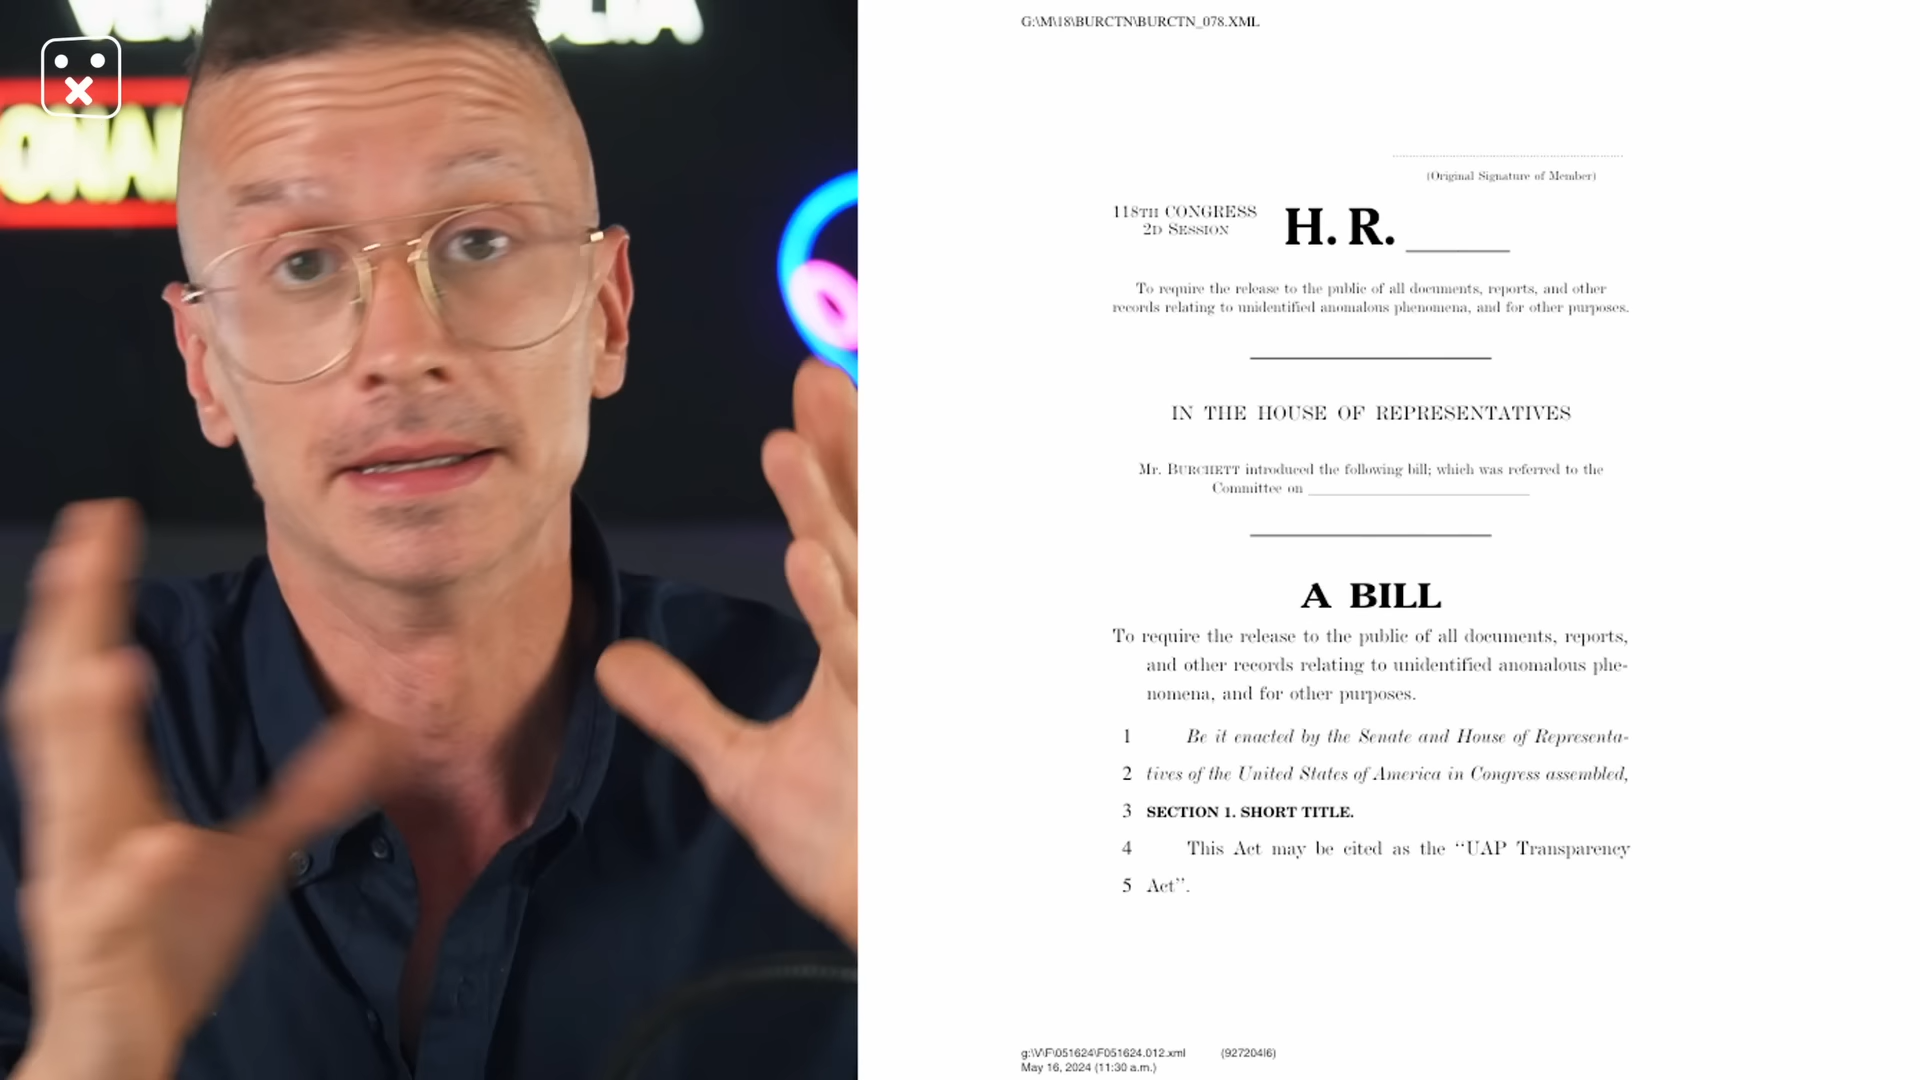 G:\M\18\BURCTN\BURCTN_078.XML
(Original Signature of Member)
118TH CONGRESS
2D SESSION
H. R.
To require the release to the public of all documents, reports, and other
records relating to unidentified anomalous phenomena, and for other purposes.
IN THE HOUSE OF REPRESENTATIVES
Mr. BURCHETT introduced the following bill; which was referred to the
Committee on
A BILL
To require the release to the public of all documents, reports,
and other records relating to unidentified anomalous phe-
nomena, and for other purposes.
1 Be it enacted by the Senate and House of Representa-
2 tives of the United States of America in Congress assembled,
3 SECTION 1. SHORT TITLE.
4 This Act may be cited as the ‘‘UAP Transparency
5 Act’’.
g:\V\F\051624\F051624.012.xml (927204l6)
May 16, 2024 (11:30 a.m.)